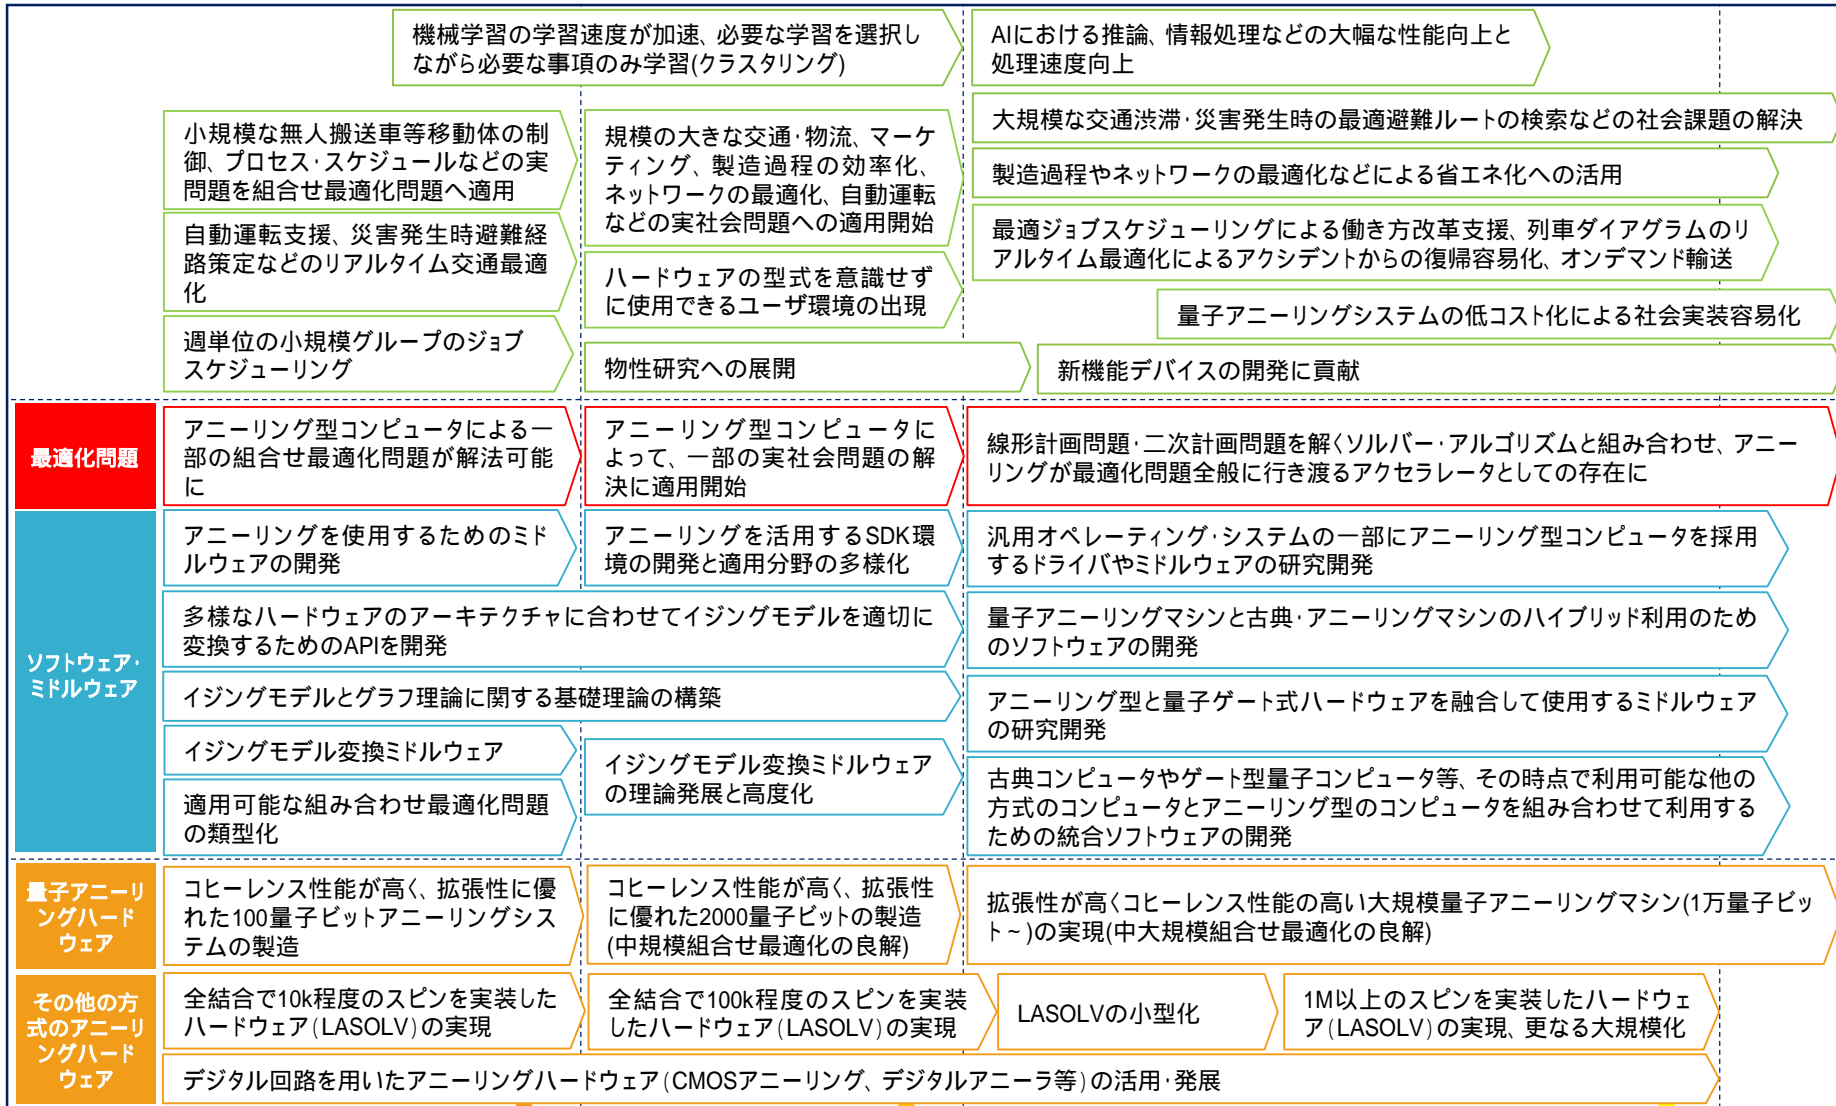 機械学習の学習速度が加速、必要な学習を選択し
ながら必要な事項のみ学習(クラスタリング)
AIにおける推論、情報処理などの大幅な性能向上と
処理速度向上
大規模な交通渋滞・災害発生時の最適避難ルートの検索などの社会課題の解決
小規模な無人搬送車等移動体の制
御、プロセス・スケジュールなどの実
問題を組合せ最適化問題へ適用
規模の大きな交通・物流、マーケ
ティング、製造過程の効率化、
ネットワークの最適化、自動運転
などの実社会問題への適用開始
製造過程やネットワークの最適化などによる省エネ化への活用
自動運転支援、災害発生時避難経
路策定などのリアルタイム交通最適
化
最適ジョブスケジューリングによる働き方改革支援、列車ダイアグラムのリ
アルタイム最適化によるアクシデントからの復帰容易化、オンデマンド輸送
ハードウェアの型式を意識せず
に使用できるユーザ環境の出現
量子アニーリングシステムの低コスト化による社会実装容易化
週単位の小規模グループのジョブ
スケジューリング
物性研究への展開
新機能デバイスの開発に貢献
最適化問題
アニーリング型コンピュータによる一
部の組合せ最適化問題が解法可能
に
アニーリング型コンピュータに
よって、一部の実社会問題の解
決に適用開始
線形計画問題・二次計画問題を解くソルバー・アルゴリズムと組み合わせ、アニー
リングが最適化問題全般に行き渡るアクセラレータとしての存在に
ソフトウェア・
ミドルウェア
アニーリングを使用するためのミド
ルウェアの開発
アニーリングを活用するSDK環
境の開発と適用分野の多様化
汎用オペレーティング・システムの一部にアニーリング型コンピュータを採用
するドライバやミドルウェアの研究開発
多様なハードウェアのアーキテクチャに合わせてイジングモデルを適切に
変換するためのAPIを開発
量子アニーリングマシンと古典・アニーリングマシンのハイブリッド利用のため
のソフトウェアの開発
イジングモデルとグラフ理論に関する基礎理論の構築
アニーリング型と量子ゲート式ハードウェアを融合して使用するミドルウェア
の研究開発
イジングモデル変換ミドルウェア
イジングモデル変換ミドルウェア
の理論発展と高度化
適用可能な組み合わせ最適化問題
の類型化
古典コンピュータやゲート型量子コンピュータ等、その時点で利用可能な他の
方式のコンピュータとアニーリング型のコンピュータを組み合わせて利用する
ための統合ソフトウェアの開発
量子アニーリ
ングハード
ウェア
コヒーレンス性能が高く、拡張性に優
れた100量子ビットアニーリングシス
テムの製造
コヒーレンス性能が高く、拡張性
に優れた2000量子ビットの製造
(中規模組合せ最適化の良解)
拡張性が高くコヒーレンス性能の高い大規模量子アニーリングマシン(1万量子ビッ
ト~)の実現(中大規模組合せ最適化の良解)
その他の方
式のアニーリ
ングハード
ウェア
全結合で10k程度のスピンを実装した
ハードウェア(LASOLV)の実現
全結合で100k程度のスピンを実装
したハードウェア(LASOLV)の実現
LASOLVの小型化
1M以上のスピンを実装したハードウェ
ア(LASOLV)の実現、更なる大規模化
デジタル回路を用いたアニーリングハードウェア(CMOSアニーリング、デジタルアニーラ等)の活用・発展